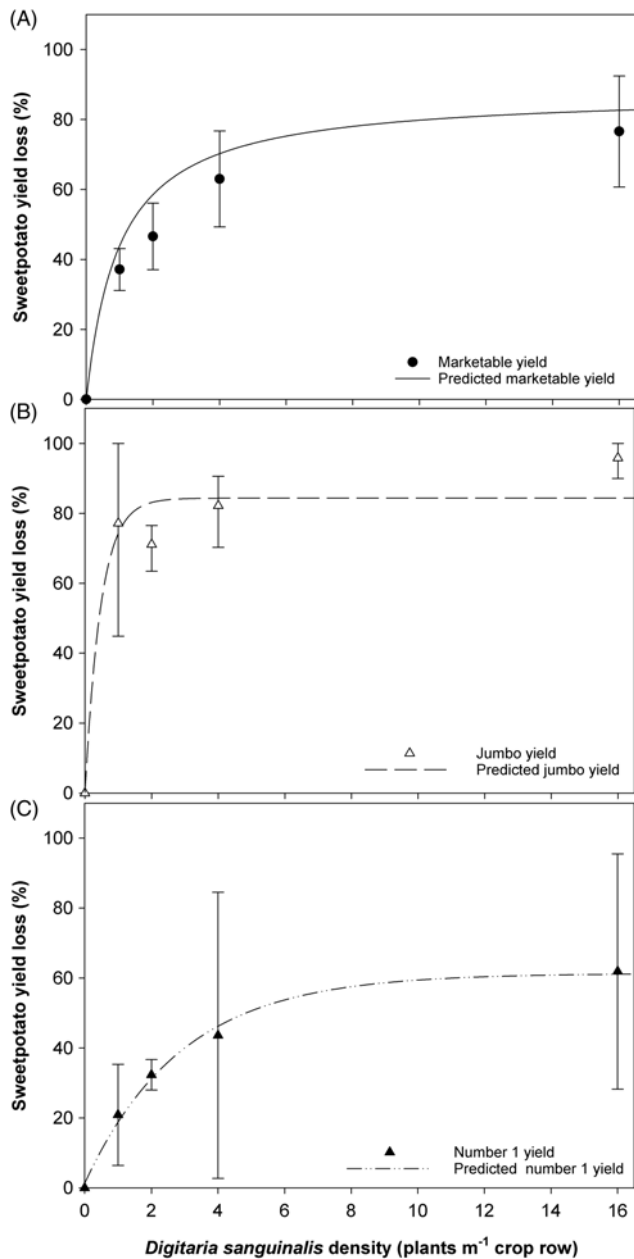 (A)
100
80
60
40
20
0
Sweetpotato yield loss (%)
Marketable yield
Predicted marketable yield
(B)
100
80
60
40
20
0
Sweetpotato yield loss (%)
Jumbo yield
Predicted jumbo yield
(C)
100
80
60
40
20
0
Sweetpotato yield loss (%)
Number 1 yield
Predicted number 1 yield
0 2 4 6 8 10 12 14 16
Digitaria sanguinalis density (plants m⁻¹ crop row)